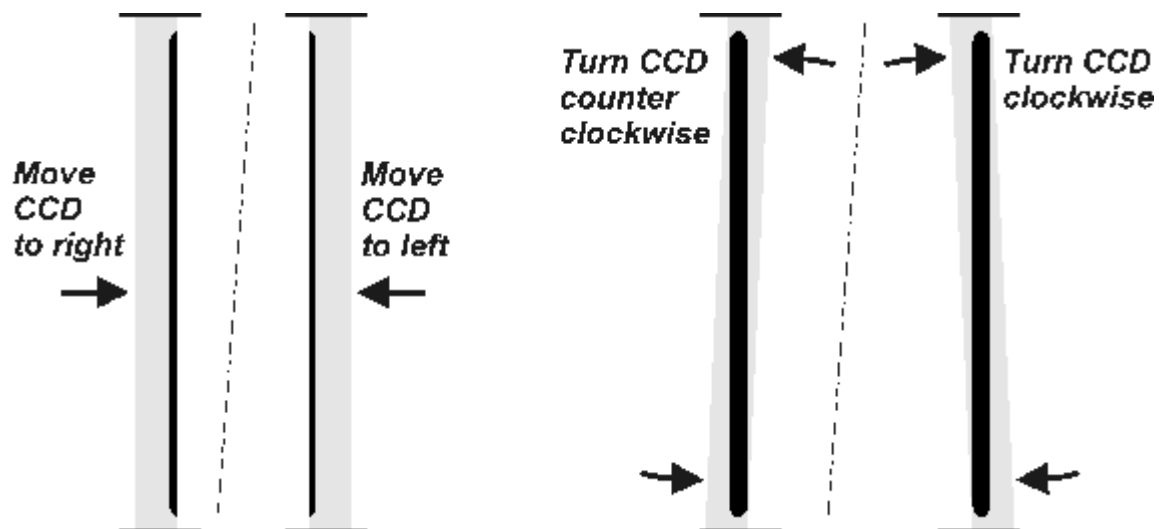 Move
CCD
to right
Move
CCD
to left
Turn CCD
counter
clockwise
Turn CCD
clockwise